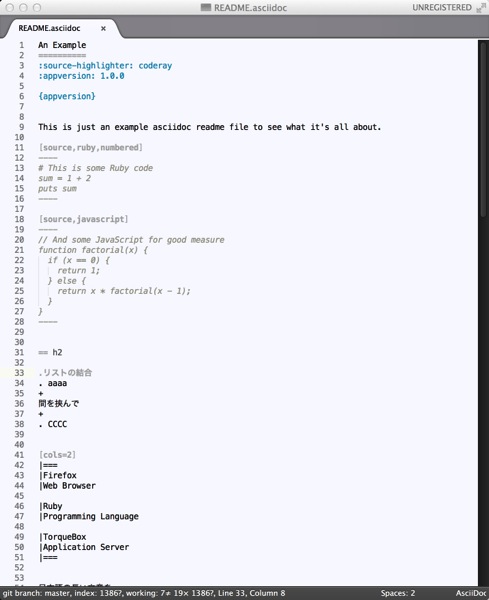 README.asciidoc
UNREGISTERED
README.asciidoc ×
1 An Example
2 ==========
3 :source-highlighter: coderay
4 :appversion: 1.0.0
5
6 {appversion}
7
8
9 This is just an example asciidoc readme file to see what it's all about.
10
11 [source,ruby,numbered]
12 ----
13 # This is some Ruby code
14 sum = 1 + 2
15 puts sum
16 ----
17
18 [source,javascript]
19 ----
20 // And some JavaScript for good measure
21 function factorial(x) {
22 if (x == 0) {
23 return 1;
24 } else {
25 return x * factorial(x - 1);
26 }
27 }
28 ----
29
30
31 == h2
32
33 .リストの結合
34 . aaaa
35 +
36 間を挟んで
37 +
38 . CCCC
39
40
41 [cols=2]
42 |===
43 |Firefox
44 |Web Browser
45
46 |Ruby
47 |Programming Language
48
49 |TorqueBox
50 |Application Server
51 |===
52
53
git branch: master, index: 1386?, working: 7≠ 19× 1386?, Line 33, Column 8
Spaces: 2
AsciiDoc